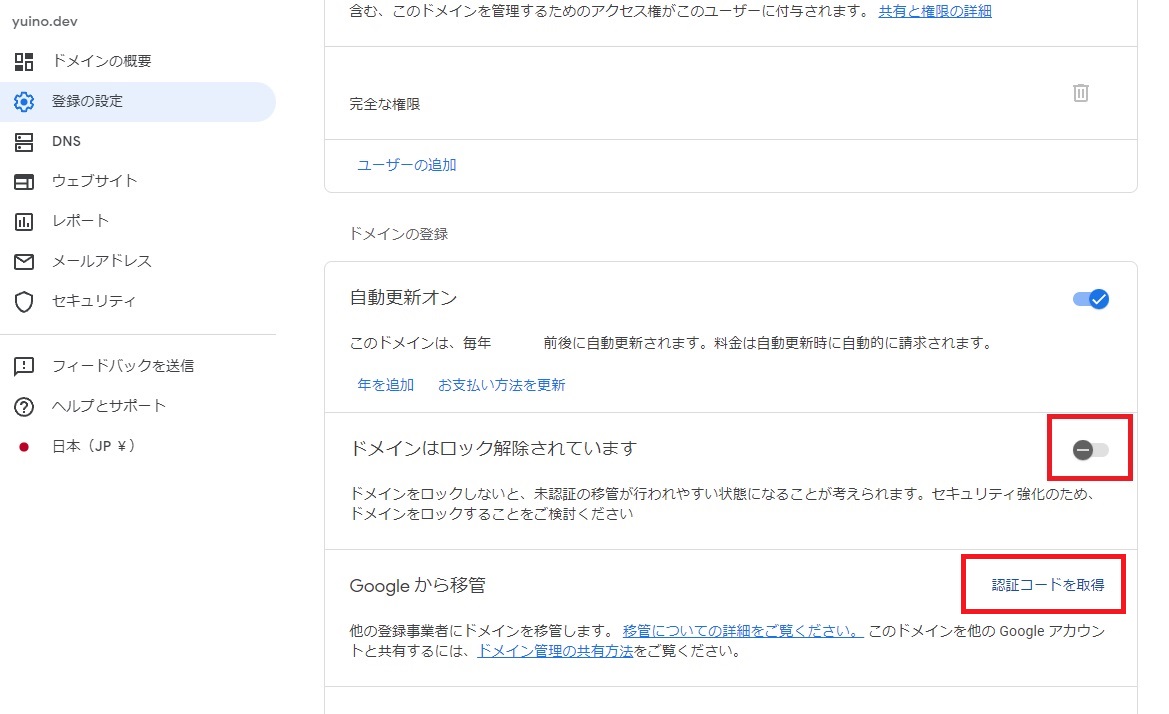 yuino.dev
ドメインの概要
登録の設定
DNS
ウェブサイト
レポート
メールアドレス
セキュリティ
フィードバックを送信
ヘルプとサポート
日本（JP ￥）
含む、このドメインを管理するためのアクセス権がこのユーザーに付与されます。 共有と権限の詳細
完全な権限
ユーザーの追加
ドメインの登録
自動更新オン
このドメインは、毎年 前後に自動更新されます。料金は自動更新時に自動的に請求されます。
年を追加 お支払い方法を更新
ドメインはロック解除されています
ドメインをロックしないと、未認証の移管が行われやすい状態になることが考えられます。セキュリティ強化のため、
ドメインをロックすることをご検討ください
Google から移管
認証コードを取得
他の登録事業者にドメインを移管します。 移管についての詳細をご覧ください。 このドメインを他の Google アカウン
トと共有するには、ドメイン管理の共有方法をご覧ください。